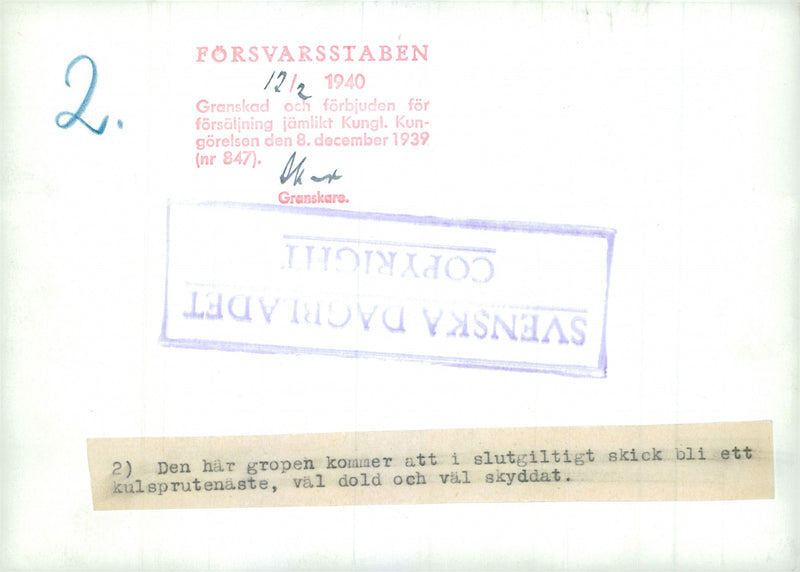 2.
FÖRSVARSSTABEN
12/2 1940
Granskad och förbjuden för
försäljning jämlikt Kungl. Kun-
görelsen den 8. december 1939
(nr 847).
Granskare.
SVENSKA DAGBLADET
COPYRIGHT
2) Den här gropen kommer att i slutgiltigt skick bli ett
kulsprutenäste, väl dold och väl skyddat.